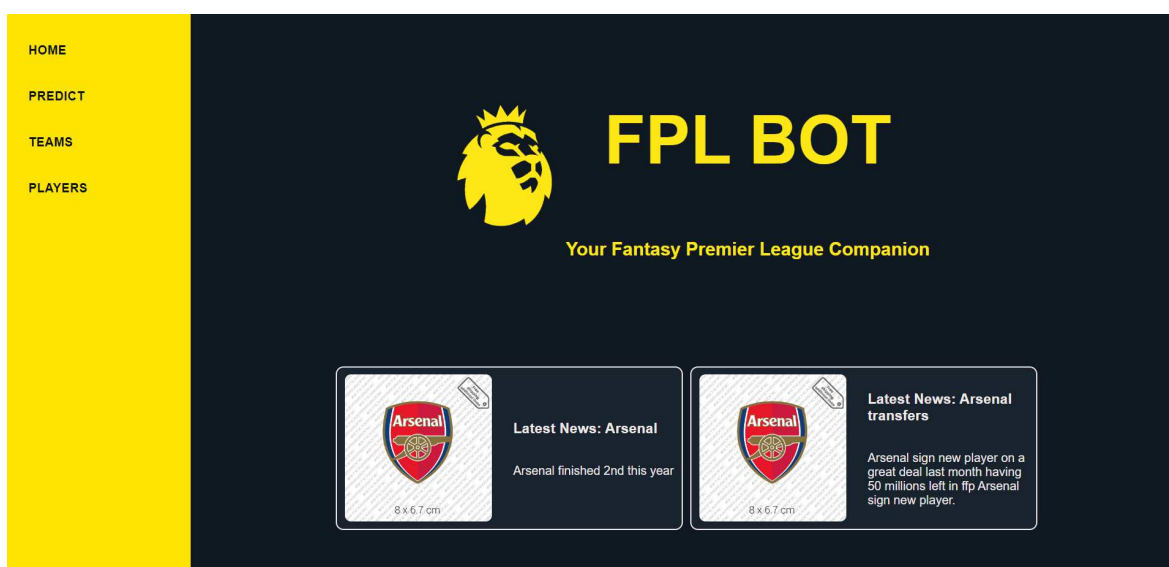 HOME
PREDICT
TEAMS
PLAYERS
FPL BOT
Your Fantasy Premier League Companion
Arsenal
8 x 6.7 cm
Latest News: Arsenal
Arsenal finished 2nd this year
Arsenal
8 x 6.7 cm
Latest News: Arsenal
transfers
Arsenal sign new player on a
great deal last month having
50 millions left in ffp Arsenal
sign new player.